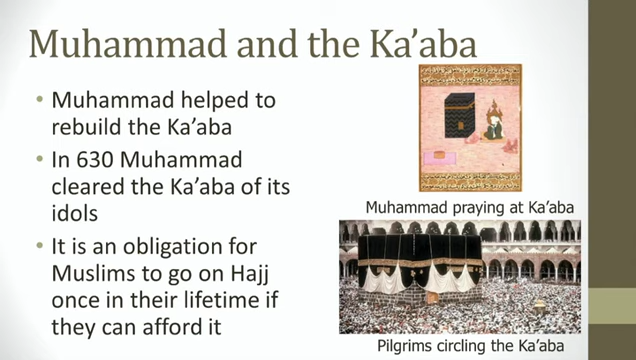 Muhammad and the Ka'aba
• Muhammad helped to
rebuild the Ka'aba
• In 630 Muhammad
cleared the Ka'aba of its
idols
• It is an obligation for
Muslims to go on Hajj
once in their lifetime if
they can afford it
Muhammad praying at Ka'aba
Pilgrims circling the Ka'aba